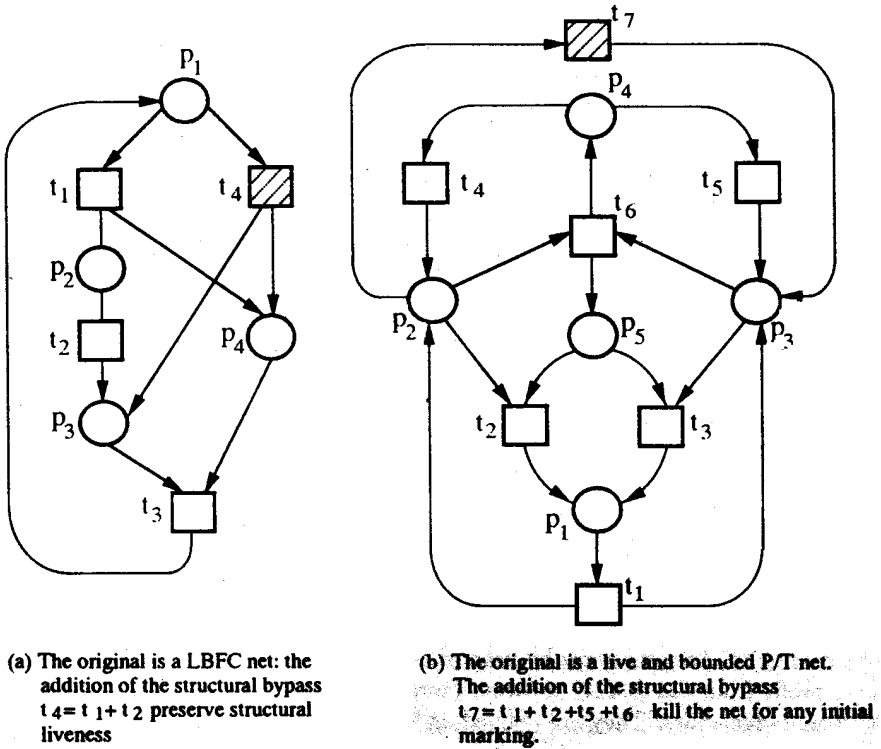 t7
p1
p4
t1
t4
t4
t5
t6
p2
p2
p3
t2
p4
p5
p3
t2
t3
t3
p1
t1
(a) The original is a LBFC net: the
addition of the structural bypass
t4= t1+ t2 preserve structural
liveness
(b) The original is a live and bounded P/T net.
The addition of the structural bypass
t7= t1+ t2+t5 +t6 kill the net for any initial
marking.